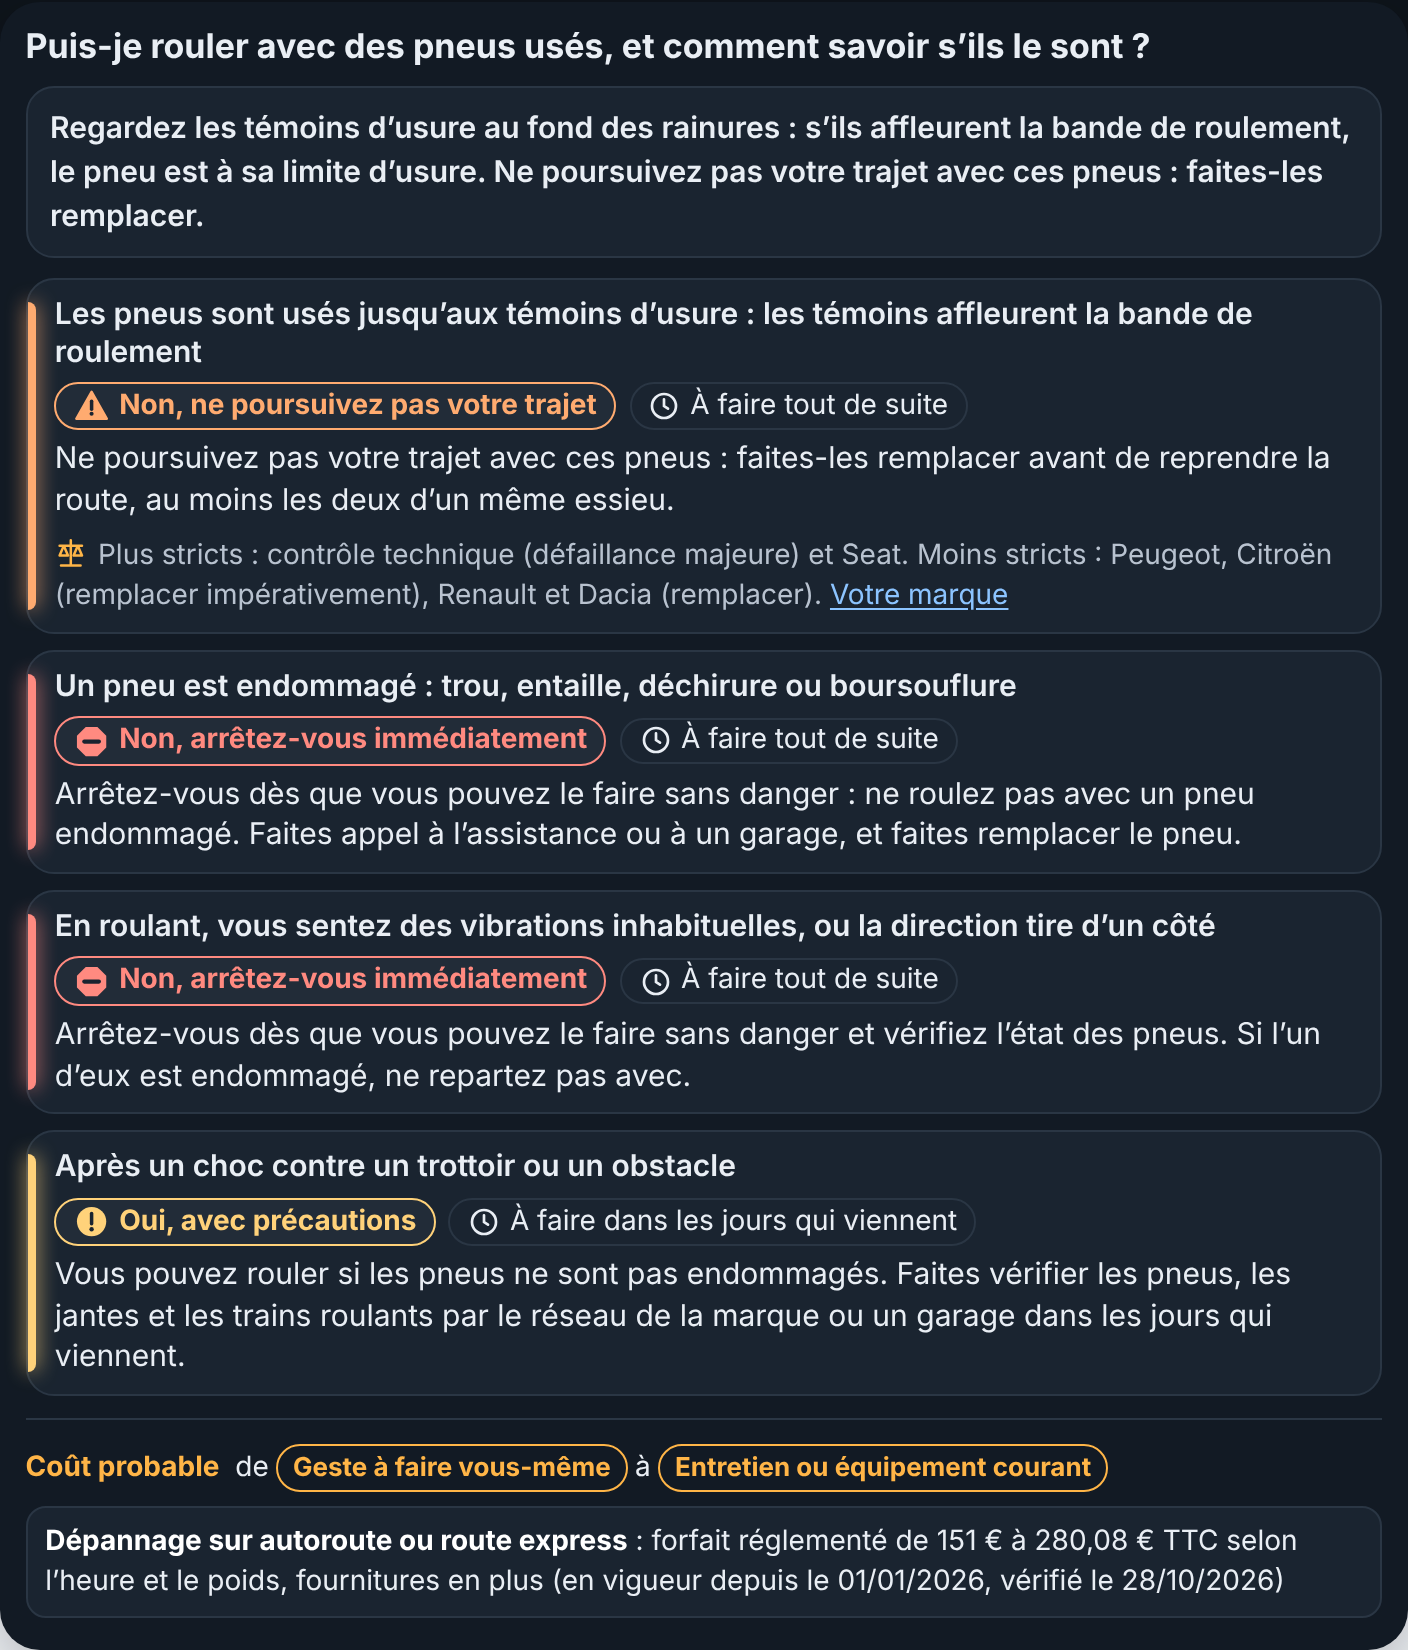 Puis-je rouler avec des pneus usés, et comment savoir s’ils le sont ?
Regardez les témoins d’usure au fond des rainures : s’ils affleurent la bande de roulement,
le pneu est à sa limite d’usure. Ne poursuivez pas votre trajet avec ces pneus : faites-les
remplacer.
Les pneus sont usés jusqu’aux témoins d’usure : les témoins affleurent la bande de
roulement
Non, ne poursuivez pas votre trajet À faire tout de suite
Ne poursuivez pas votre trajet avec ces pneus : faites-les remplacer avant de reprendre la
route, au moins les deux d’un même essieu.
Plus stricts : contrôle technique (défaillance majeure) et Seat. Moins stricts : Peugeot, Citroën
(remplacer impérativement), Renault et Dacia (remplacer). Votre marque
Un pneu est endommagé : trou, entaille, déchirure ou boursouflure
Non, arrêtez-vous immédiatement À faire tout de suite
Arrêtez-vous dès que vous pouvez le faire sans danger : ne roulez pas avec un pneu
endommagé. Faites appel à l’assistance ou à un garage, et faites remplacer le pneu.
En roulant, vous sentez des vibrations inhabituelles, ou la direction tire d’un côté
Non, arrêtez-vous immédiatement À faire tout de suite
Arrêtez-vous dès que vous pouvez le faire sans danger et vérifiez l’état des pneus. Si l’un
d’eux est endommagé, ne repartez pas avec.
Après un choc contre un trottoir ou un obstacle
Oui, avec précautions À faire dans les jours qui viennent
Vous pouvez rouler si les pneus ne sont pas endommagés. Faites vérifier les pneus, les
jantes et les trains roulants par le réseau de la marque ou un garage dans les jours qui
viennent.
Coût probable de Geste à faire vous-même à Entretien ou équipement courant
Dépannage sur autoroute ou route express : forfait réglementé de 151 € à 280,08 € TTC selon
l’heure et le poids, fournitures en plus (en vigueur depuis le 01/01/2026, vérifié le 28/10/2026)